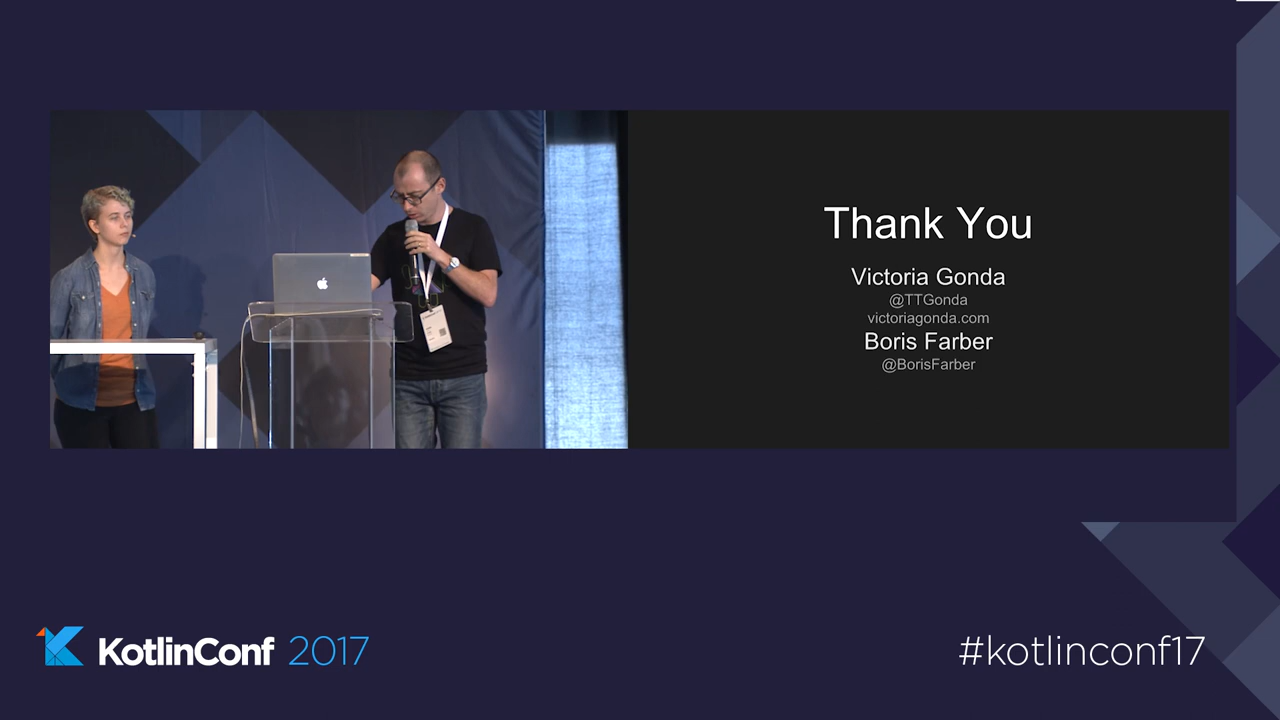 Thank You
Victoria Gonda
@TTGonda
victoriagonda.com
Boris Farber
@BorisFarber
KotlinConf 2017
#kotlinconf17